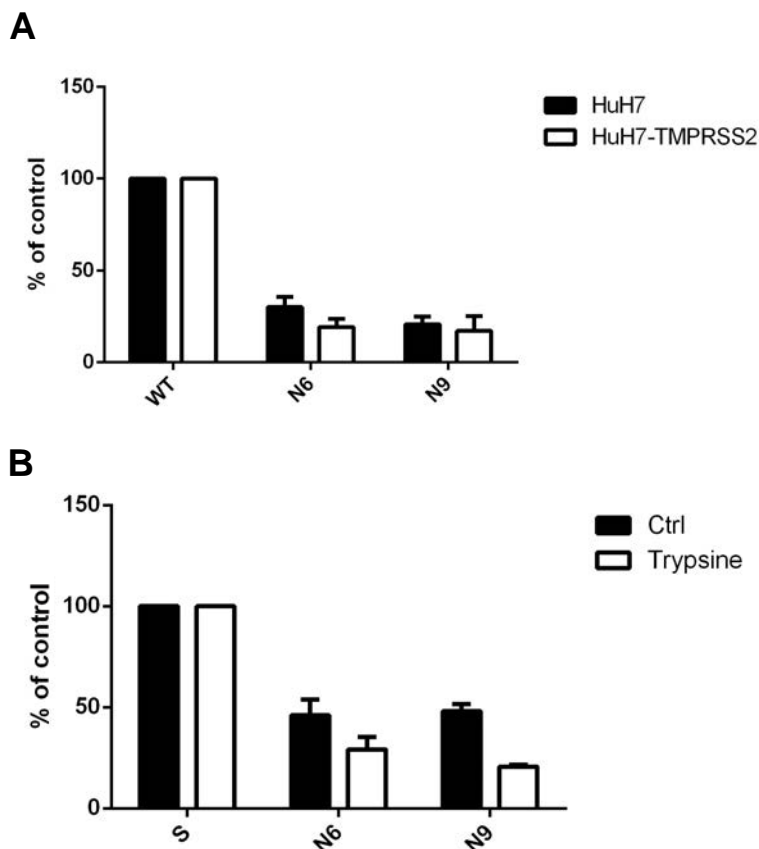 A
% of control
150
100
50
0
WT
N6
N9
HuH7
HuH7-TMPRSS2
B
% of control
150
100
50
0
S
N6
N9
Ctrl
Trypsine